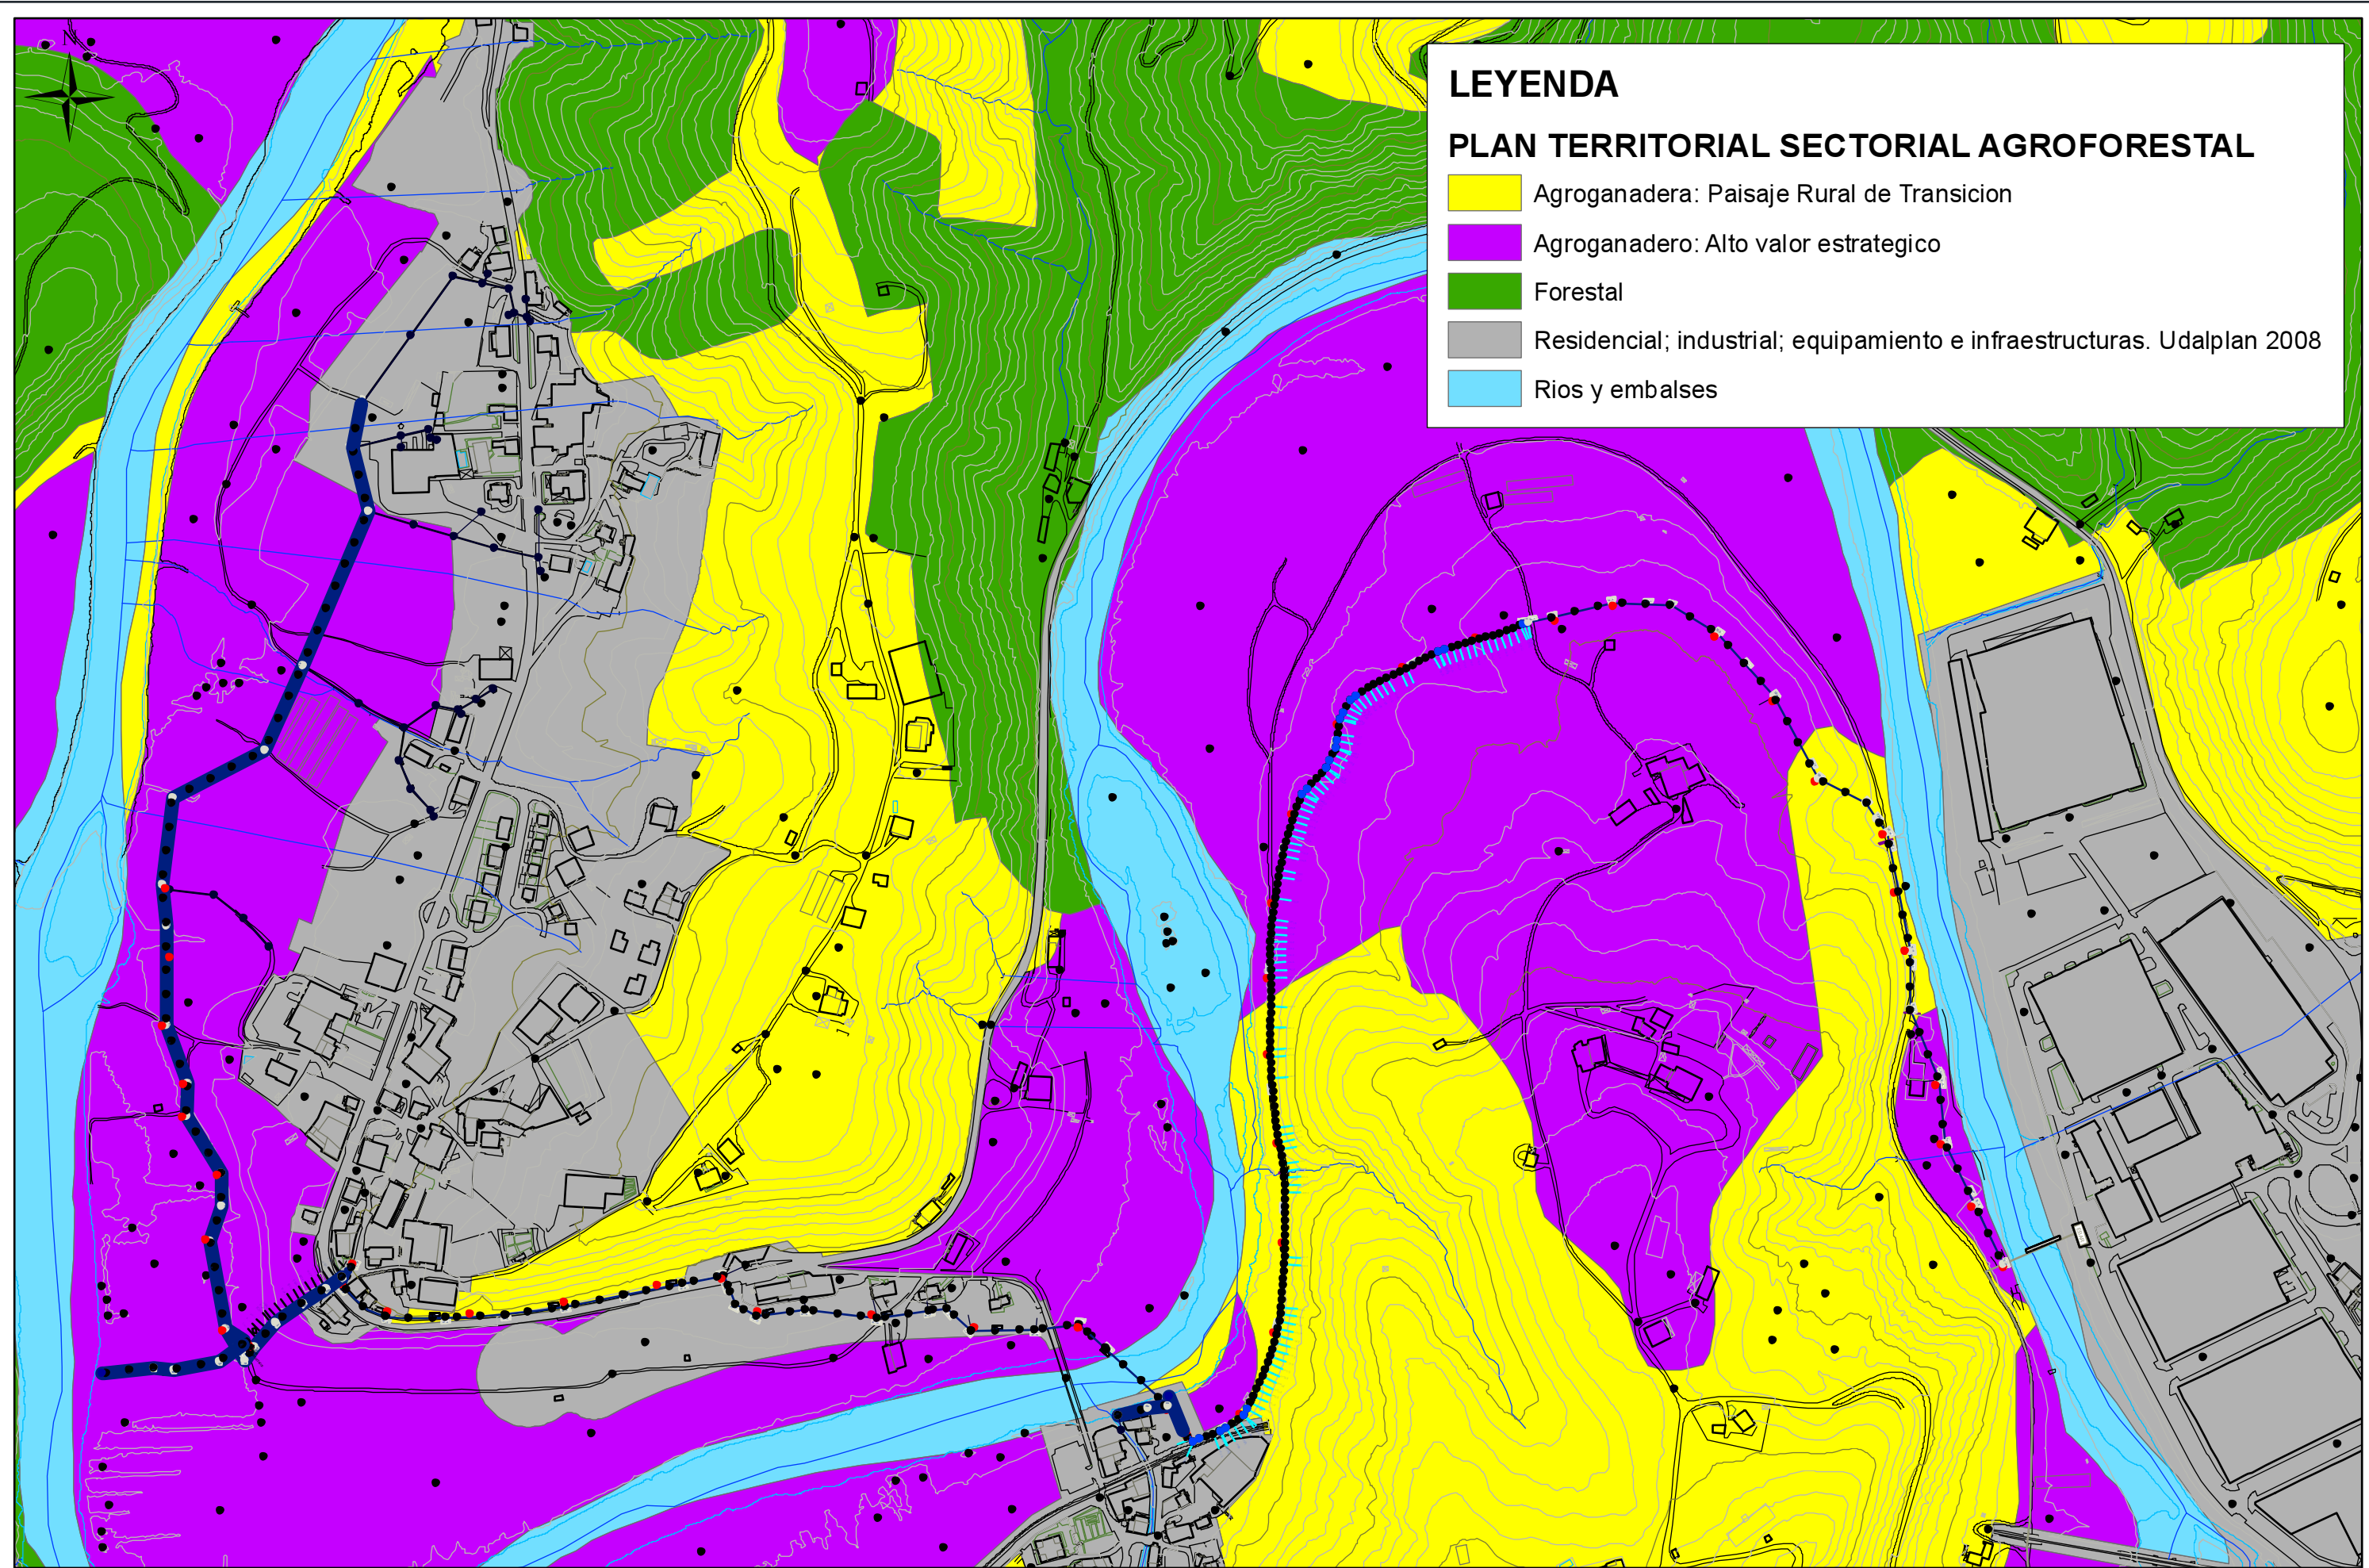 N
LEYENDA
PLAN TERRITORIAL SECTORIAL AGROFORESTAL
Agroganadera: Paisaje Rural de Transicion
Agroganadero: Alto valor estrategico
Forestal
Residencial; industrial; equipamiento e infraestructuras. Udalplan 2008
Rios y embalses